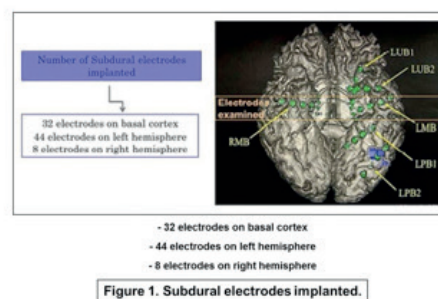 Number of Subdural electrodes
implanted
32 electrodes on basal cortex
44 electrodes on left hemisphere
8 electrodes on right hemisphere
LUB1
LUB2
Electrodes
examined
RMB
LMB
LPB1
LPB2
- 32 electrodes on basal cortex
- 44 electrodes on left hemisphere
- 8 electrodes on right hemisphere
Figure 1. Subdural electrodes implanted.